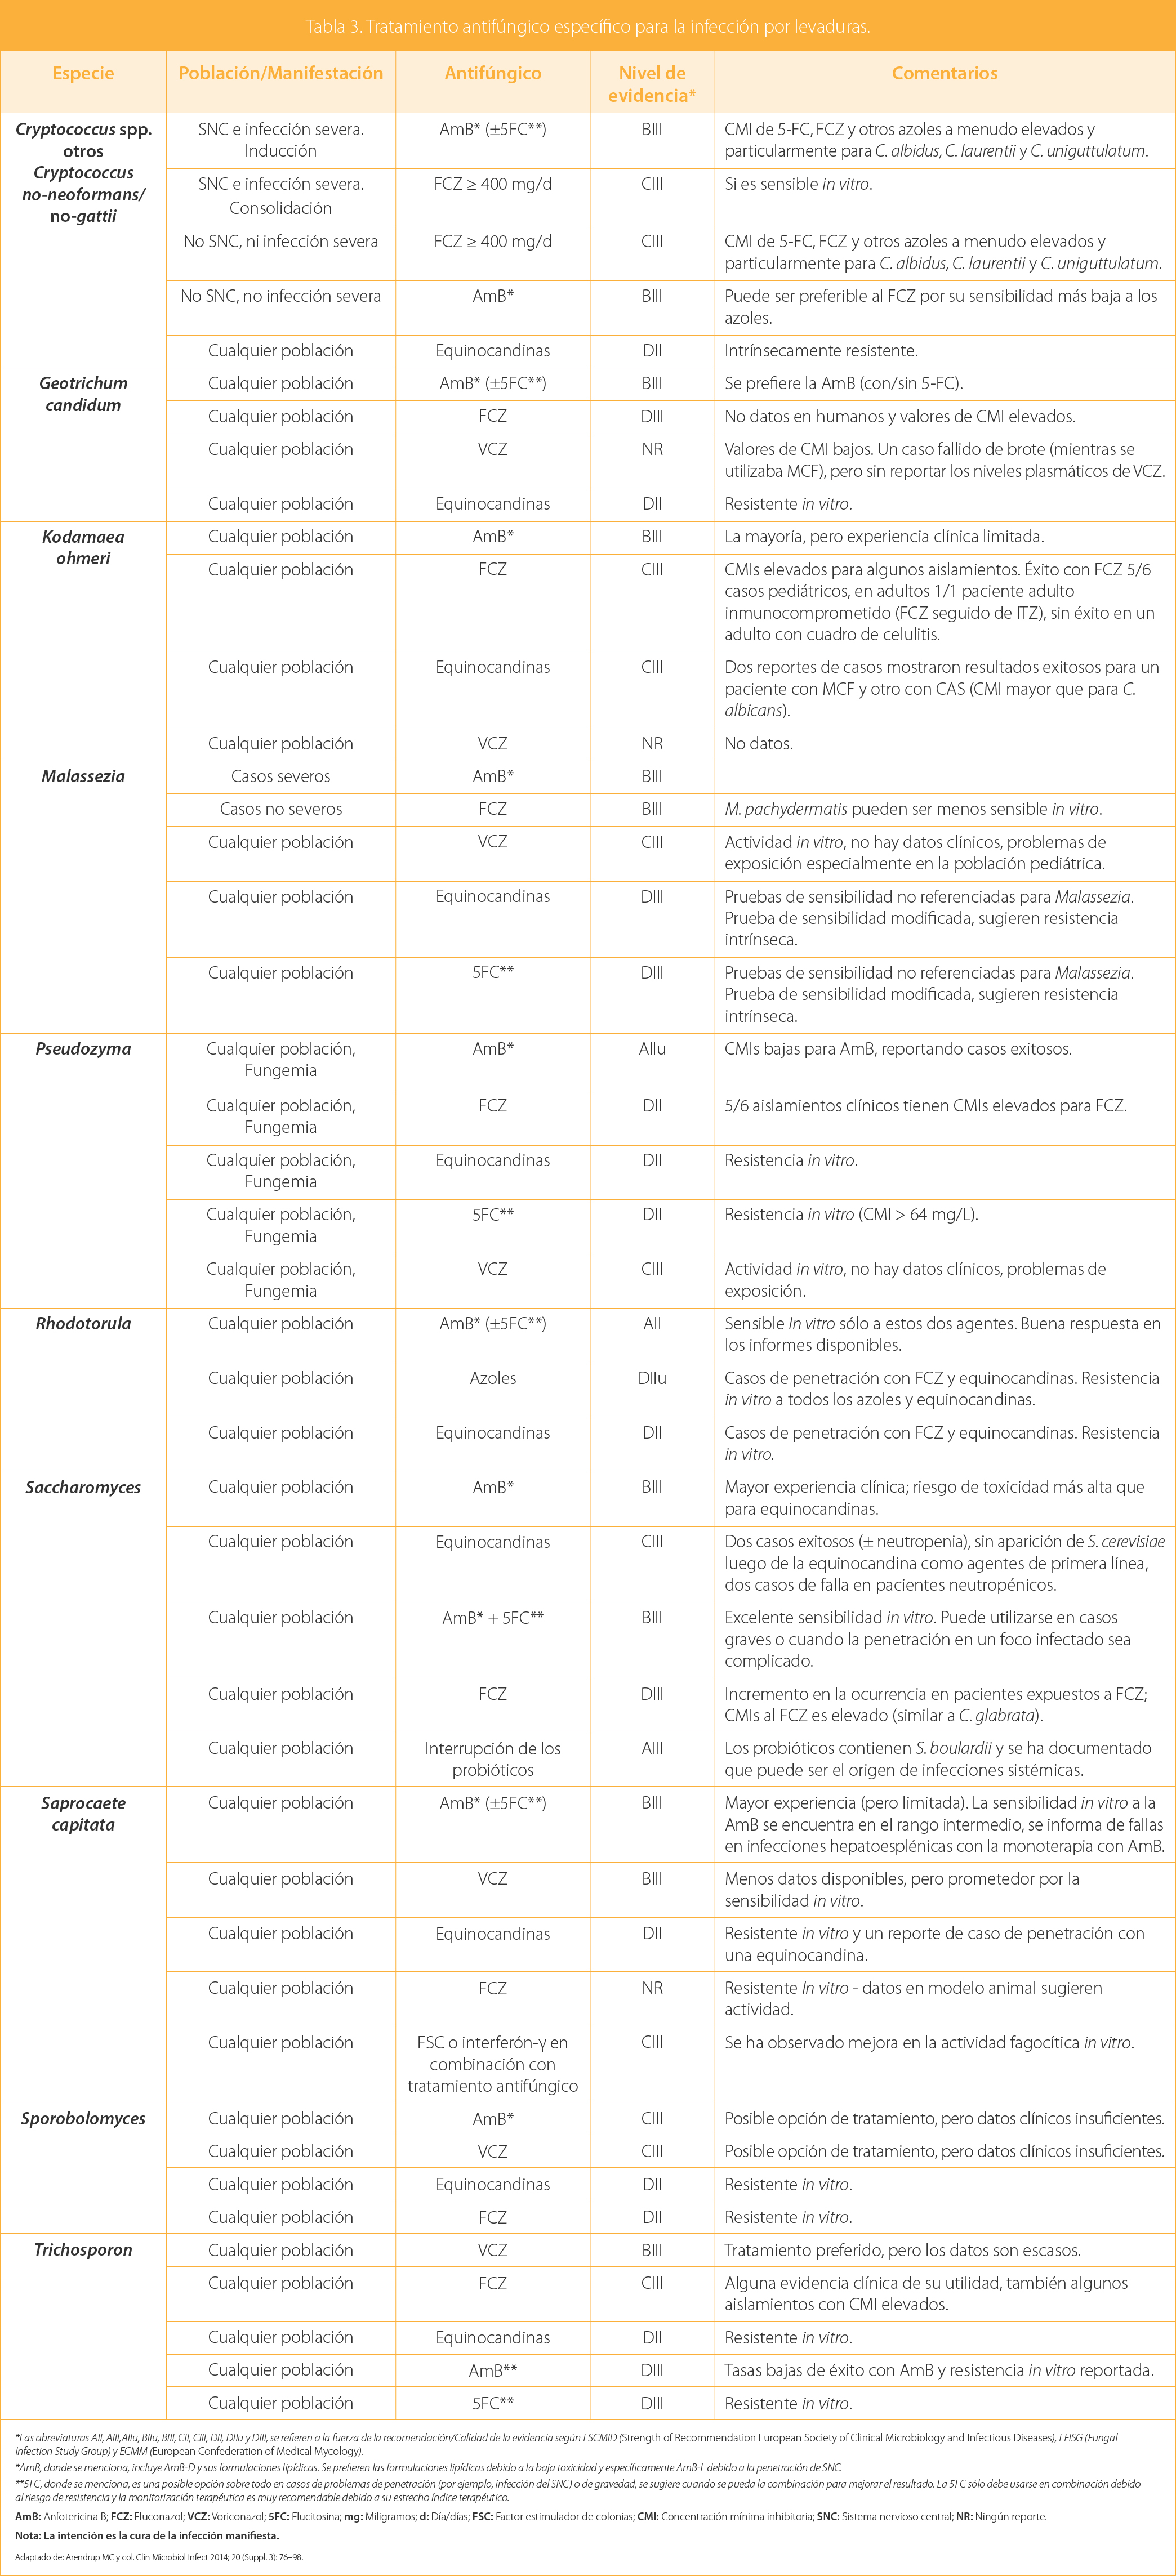 Tabla 3. Tratamiento antifúngico específico para la infección por levaduras.
Especie Población/Manifestación Antifúngico Nivel de evidencia* Comentarios
Cryptococcus spp. otros Cryptococcus no-neoformans/ no-gattii
SNC e infección severa. Inducción AmB* (±5FC**) BIII CMI de 5-FC, FCZ y otros azoles a menudo elevados y particularmente para C. albidus, C. laurentii y C. uniguttulatum.
SNC e infección severa. Consolidación FCZ ≥ 400 mg/d CIII Si es sensible in vitro.
No SNC, ni infección severa FCZ ≥ 400 mg/d CIII CMI de 5-FC, FCZ y otros azoles a menudo elevados y particularmente para C. albidus, C. laurentii y C. uniguttulatum.
No SNC, no infección severa AmB* BIII Puede ser preferible al FCZ por su sensibilidad más baja a los azoles.
Cualquier población Equinocandinas DII Intrínsecamente resistente.
Geotrichum candidum
Cualquier población AmB* (±5FC**) BIII Se prefiere la AmB (con/sin 5-FC).
Cualquier población FCZ DIII No datos en humanos y valores de CMI elevados.
Cualquier población VCZ NR Valores de CMI bajos. Un caso fallido de brote (mientras se utilizaba MCF), pero sin reportar los niveles plasmáticos de VCZ.
Cualquier población Equinocandinas DII Resistente in vitro.
Kodamaea ohmeri
Cualquier población AmB* BIII La mayoría, pero experiencia clínica limitada.
Cualquier población FCZ CIII CMIs elevados para algunos aislamientos. Éxito con FCZ 5/6 casos pediátricos, en adultos 1/1 paciente adulto inmunocomprometido (FCZ seguido de ITZ), sin éxito en un adulto con cuadro de celulitis.
Cualquier población Equinocandinas CIII Dos reportes de casos mostraron resultados exitosos para un paciente con MCF y otro con CAS (CMI mayor que para C. albicans).
Cualquier población VCZ NR No datos.
Malassezia
Casos severos AmB* BIII
Casos no severos FCZ BIII M. pachydermatis pueden ser menos sensible in vitro.
Cualquier población VCZ CIII Actividad in vitro, no hay datos clínicos, problemas de exposición especialmente en la población pediátrica.
Cualquier población Equinocandinas DIII Pruebas de sensibilidad no referenciadas para Malassezia. Prueba de sensibilidad modificada, sugieren resistencia intrínseca.
Cualquier población 5FC** DIII Pruebas de sensibilidad no referenciadas para Malassezia. Prueba de sensibilidad modificada, sugieren resistencia intrínseca.
Pseudozyma
Cualquier población, Fungemia AmB* AIIu CMIs bajas para AmB, reportando casos exitosos.
Cualquier población, Fungemia FCZ DII 5/6 aislamientos clínicos tienen CMIs elevados para FCZ.
Cualquier población, Fungemia Equinocandinas DII Resistencia in vitro.
Cualquier población, Fungemia 5FC** DII Resistencia in vitro (CMI > 64 mg/L).
Cualquier población, Fungemia VCZ CIII Actividad in vitro, no hay datos clínicos, problemas de exposición.
Rhodotorula
Cualquier población AmB* (±5FC**) AII Sensible In vitro sólo a estos dos agentes. Buena respuesta en los informes disponibles.
Cualquier población Azoles DIIu Casos de penetración con FCZ y equinocandinas. Resistencia in vitro a todos los azoles y equinocandinas.
Cualquier población Equinocandinas DII Casos de penetración con FCZ y equinocandinas. Resistencia in vitro.
Saccharomyces
Cualquier población AmB* BIII Mayor experiencia clínica; riesgo de toxicidad más alta que para equinocandinas.
Cualquier población Equinocandinas CIII Dos casos exitosos (± neutropenia), sin aparición de S. cerevisiae luego de la equinocandina como agentes de primera línea, dos casos de falla en pacientes neutropénicos.
Cualquier población AmB* + 5FC** BIII Excelente sensibilidad in vitro. Puede utilizarse en casos graves o cuando la penetración en un foco infectado sea complicado.
Cualquier población FCZ DIII Incremento en la ocurrencia en pacientes expuestos a FCZ; CMIs al FCZ es elevado (similar a C. glabrata).
Cualquier población Interrupción de los probióticos AIII Los probióticos contienen S. boulardii y se ha documentado que puede ser el origen de infecciones sistémicas.
Saprocaete capitata
Cualquier población AmB* (±5FC**) BIII Mayor experiencia (pero limitada). La sensibilidad in vitro a la AmB se encuentra en el rango intermedio, se informa de fallas en infecciones hepatoesplénicas con la monoterapia con AmB.
Cualquier población VCZ BIII Menos datos disponibles, pero prometedor por la sensibilidad in vitro.
Cualquier población Equinocandinas DII Resistente in vitro y un reporte de caso de penetración con una equinocandina.
Cualquier población FCZ NR Resistente In vitro - datos en modelo animal sugieren actividad.
Cualquier población FSC o interferón-γ en combinación con tratamiento antifúngico CIII Se ha observado mejora en la actividad fagocítica in vitro.
Sporobolomyces
Cualquier población AmB* CIII Posible opción de tratamiento, pero datos clínicos insuficientes.
Cualquier población VCZ CIII Posible opción de tratamiento, pero datos clínicos insuficientes.
Cualquier población Equinocandinas DII Resistente in vitro.
Cualquier población FCZ DII Resistente in vitro.
Trichosporon
Cualquier población VCZ BIII Tratamiento preferido, pero los datos son escasos.
Cualquier población FCZ CIII Alguna evidencia clínica de su utilidad, también algunos aislamientos con CMI elevados.
Cualquier población Equinocandinas DII Resistente in vitro.
Cualquier población AmB** DIII Tasas bajas de éxito con AmB y resistencia in vitro reportada.
Cualquier población 5FC** DIII Resistente in vitro.
*Las abreviaturas AII, AIII,AIIu, BIIu, BIII, CII, CIII, DII, DIIu y DIII, se refieren a la fuerza de la recomendación/Calidad de la evidencia según ESCMID (Strength of Recommendation European Society of Clinical Microbiology and Infectious Diseases), EFISG (Fungal
Infection Study Group) y ECMM (European Confederation of Medical Mycology).
*AmB, donde se menciona, incluye AmB-D y sus formulaciones lipídicas. Se prefieren las formulaciones lipídicas debido a la baja toxicidad y específicamente AmB-L debido a la penetración de SNC.
**5FC, donde se menciona, es una posible opción sobre todo en casos de problemas de penetración (por ejemplo, infección del SNC) o de gravedad, se sugiere cuando se pueda la combinación para mejorar el resultado. La 5FC sólo debe usarse en combinación debido
al riesgo de resistencia y la monitorización terapéutica es muy recomendable debido a su estrecho índice terapéutico.
AmB: Anfotericina B; FCZ: Fluconazol; VCZ: Voriconazol; 5FC: Flucitosina; mg: Miligramos; d: Día/días; FSC: Factor estimulador de colonias; CMI: Concentración mínima inhibitoria; SNC: Sistema nervioso central; NR: Ningún reporte.
Nota: La intención es la cura de la infección manifiesta.
Adaptado de: Arendrup MC y col. Clin Microbiol Infect 2014; 20 (Suppl. 3): 76–98.